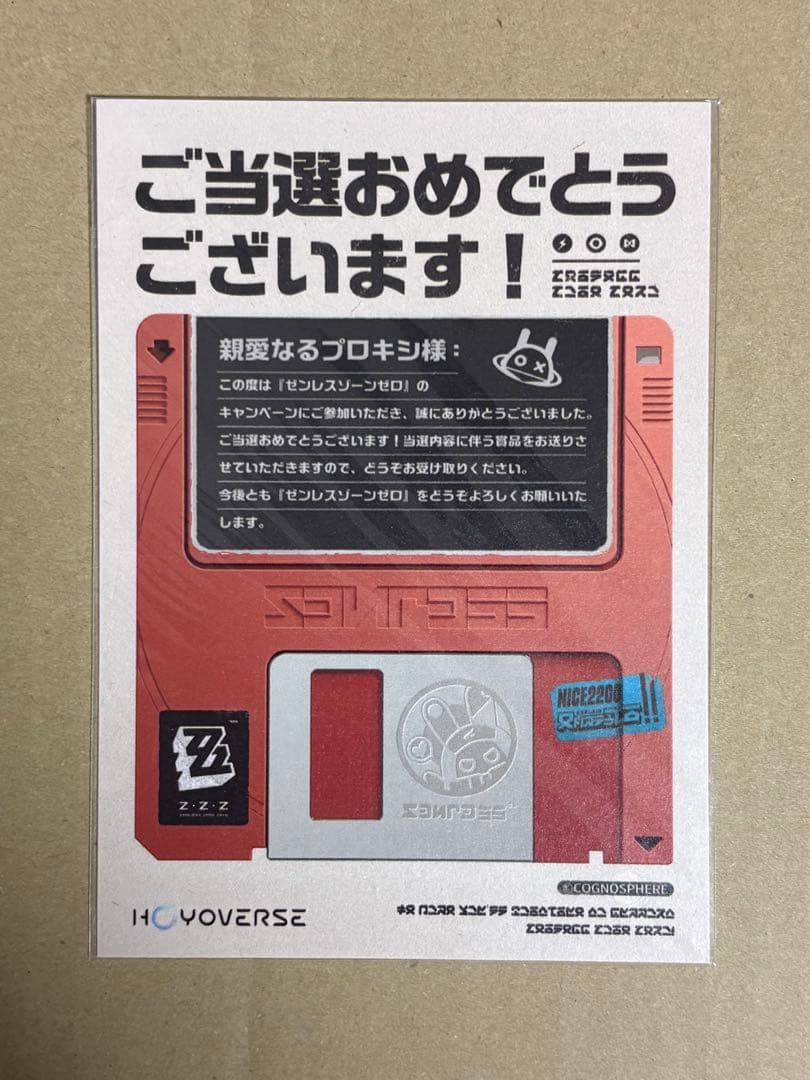 ご当選おめでとう
ございます！
親愛なるプロキシ様：
この度は『ゼンレスゾーンゼロ』の
キャンペーンにご参加いただき、誠にありがとうございました。
ご当選おめでとうございます！当選内容に伴う賞品をお送りさ
せていただきますので、どうぞお受け取りください。
今後とも『ゼンレスゾーンゼロ』をどうぞよろしくお願いいた
します。
NICE2200
Z·Z·Z
©COGNOSPHERE
HOYOVERSE